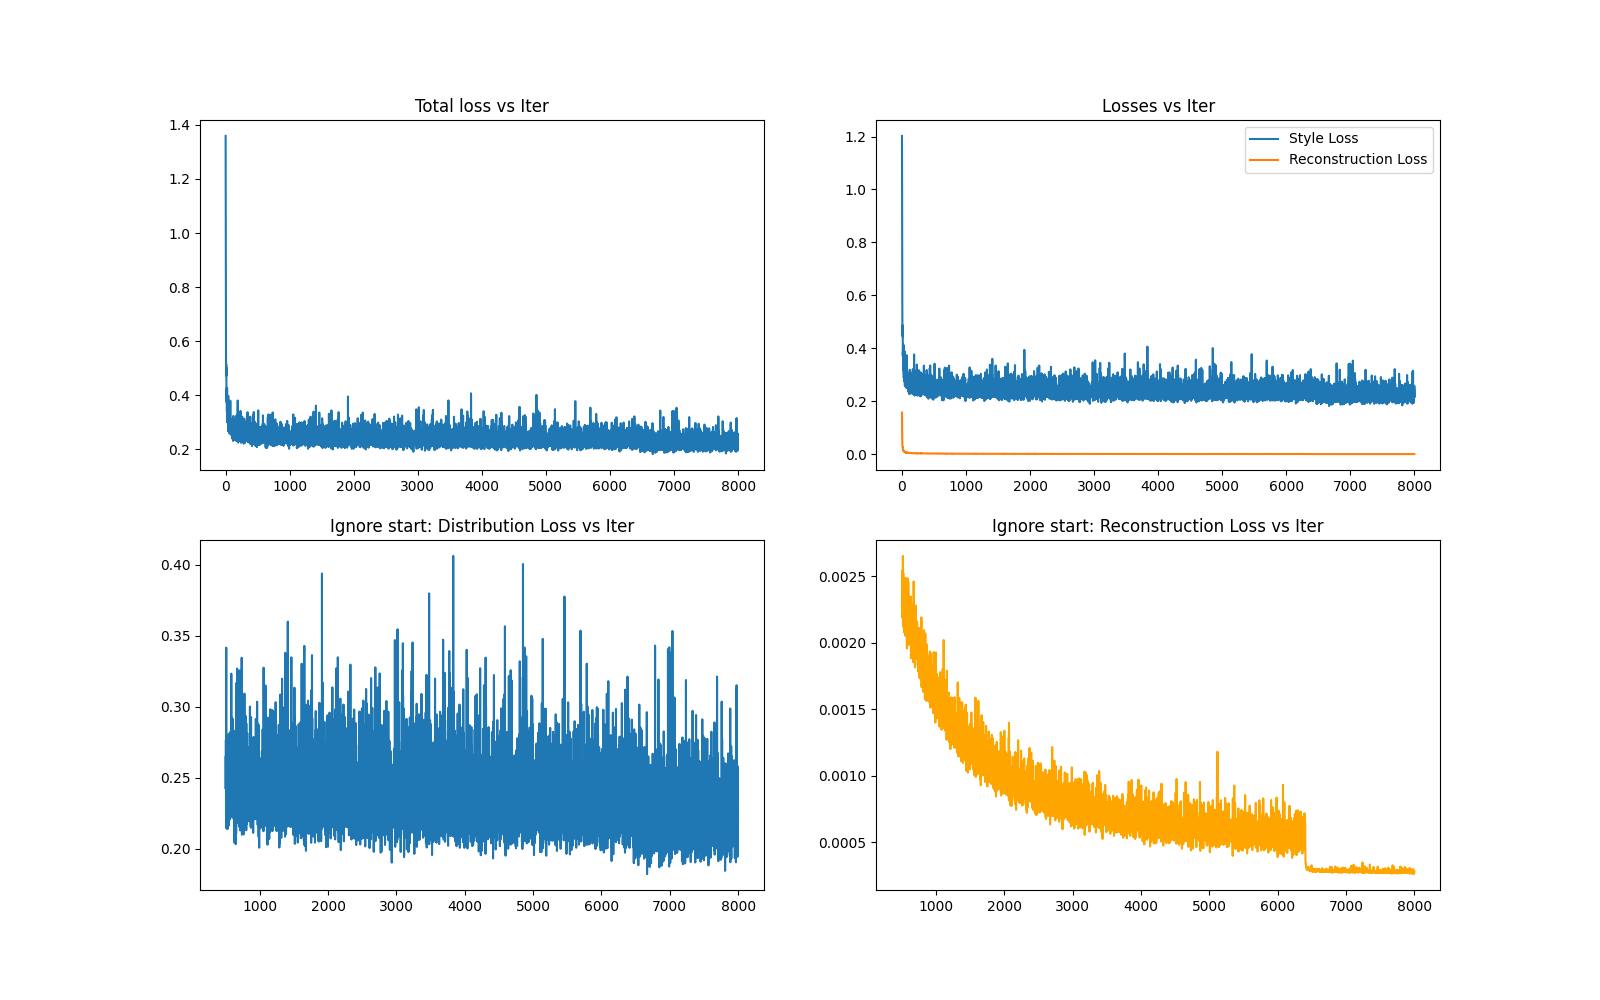 Total loss vs Iter
1.4
1.2
1.0
0.8
0.6
0.4
0.2
0 1000 2000 3000 4000 5000 6000 7000 8000
Losses vs Iter
Style Loss
Reconstruction Loss
1.2
1.0
0.8
0.6
0.4
0.2
0.0
0 1000 2000 3000 4000 5000 6000 7000 8000
Ignore start: Distribution Loss vs Iter
0.40
0.35
0.30
0.25
0.20
1000 2000 3000 4000 5000 6000 7000 8000
Ignore start: Reconstruction Loss vs Iter
0.0025
0.0020
0.0015
0.0010
0.0005
1000 2000 3000 4000 5000 6000 7000 8000